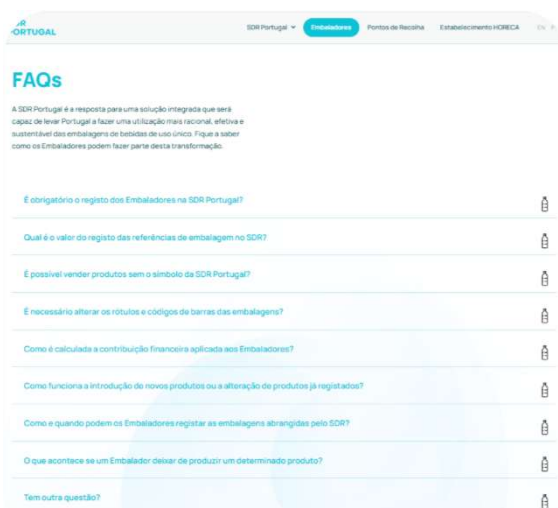 ORTUGAL
SDR Portugal
Embaladores
Pontos de Recolha
Estabelecimento HORECA
EN
FAQs
A SDR Portugal é a resposta para uma solução integrada que será
capaz de levar Portugal a fazer uma utilização mais racional, efetiva e
sustentável das embalagens de bebidas de uso único. Fique a saber
como os Embaladores podem fazer parte desta transformação.
É obrigatório o registo dos Embaladores na SDR Portugal?
Qual é o valor do registo das referências de embalagem no SDR?
É possível vender produtos sem o símbolo da SDR Portugal?
É necessário alterar os rótulos e códigos de barras das embalagens?
Como é calculada a contribuição financeira aplicada aos Embaladores?
Como funciona a introdução de novos produtos ou a alteração de produtos já registados?
Como e quando podem os Embaladores registar as embalagens abrangidas pelo SDR?
O que acontece se um Embalador deixar de produzir um determinado produto?
Tem outra questão?